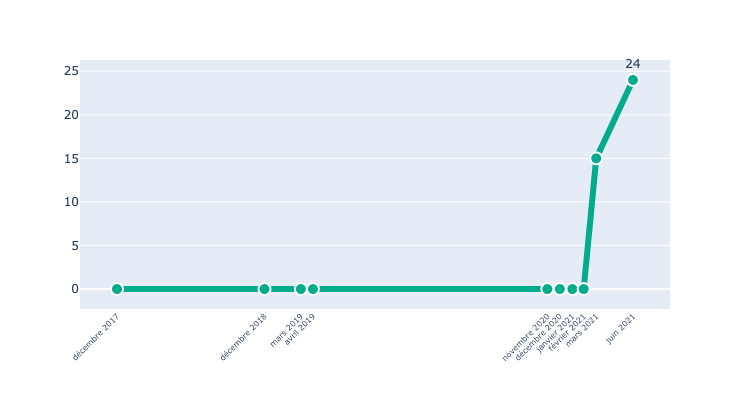 24
25
20
15
10
5
0
décembre 2017
décembre 2018
mars 2019
avril 2019
novembre 2020
décembre 2020
janvier 2021
février 2021
mars 2021
juin 2021